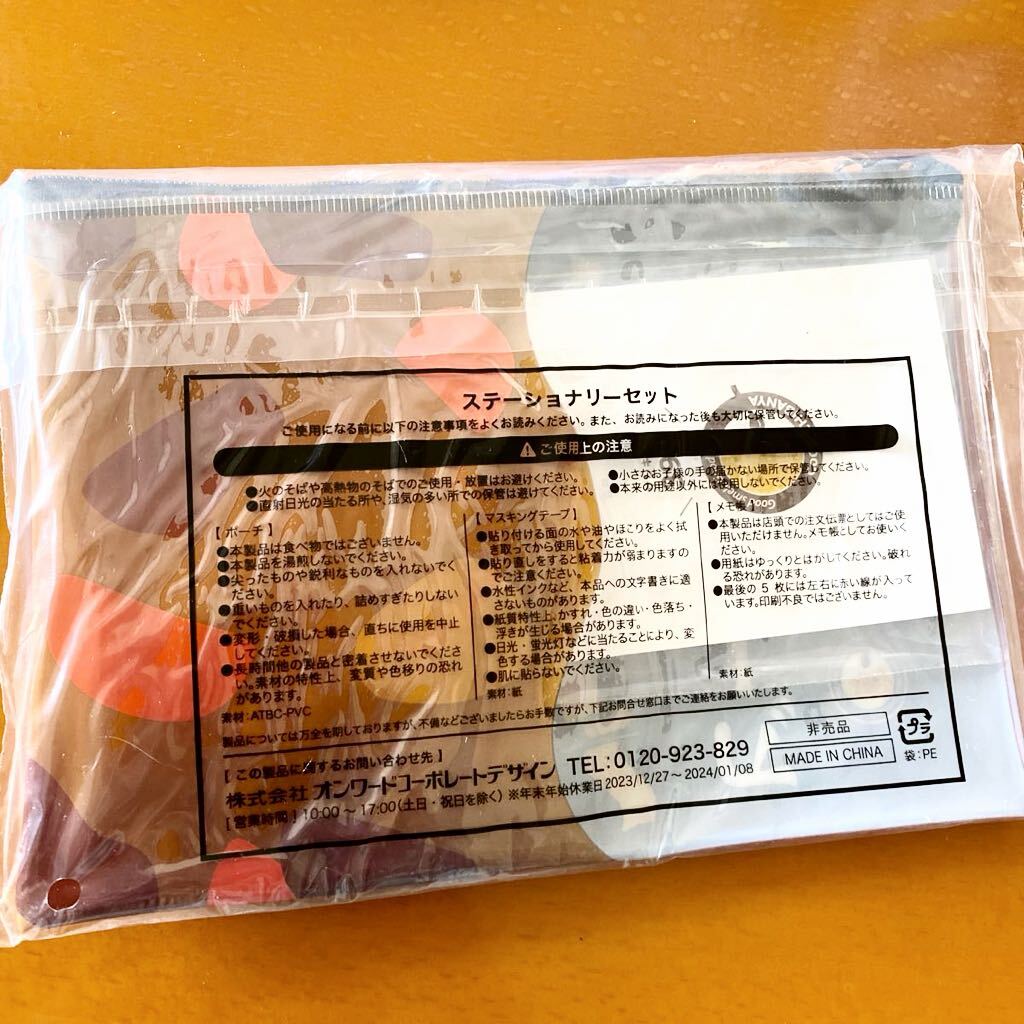 ステーショナリーセット
ご使用になる前に以下の注意事項をよくお読みください。また、お読みになった後も大切に保管してください。
ご使用上の注意
●火のそばや高熱物のそばでのご使用・放置はお避けください。
●直射日光の当たる所や、湿気の多い所での保管は避けてください。
●小さなお子様の手の届かない場所で保管してください。
●本来の用途以外には使用しないでください。
【ポーチ】
●本製品は食べ物ではございません。
●本製品を湯煎しないでください。
●尖ったものや鋭利なものを入れないでく
ださい。
●重いものを入れたり、詰めすぎたりしない
でください。
●変形・破損した場合、直ちに使用を中止
してください。
●長時間他の製品と密着させないでくださ
い。素材の特性上、変質や色移りの恐れ
があります。
素材：ATBC-PVC
【マスキングテープ】
●貼り付ける面の水や油やほこりをよく拭
き取ってから使用してください。
●貼り直しをすると粘着力が弱まりますの
でご注意ください。
●水性インクなど、本品への文字書きに適
さないものがあります。
●紙質特性上、かすれ・色の違い・色落ち・
浮きが生じる場合があります。
●日光・蛍光灯などに当たることにより、変
色する場合があります。
●肌に貼らないでください。
素材：紙
【メモ帳】
●本製品は店頭での注文伝票としてはご使
用いただけません。メモ帳としてお使いく
ださい。
●用紙はゆっくりとはがしてください。破れ
る恐れがあります。
●最後の 5 枚には左右に赤い線が入って
います。印刷不良ではございません。
素材：紙
製品については万全を期しておりますが、不備などございましたらお手数ですが、下記お問合せ窓口までご連絡をお願いいたします。
【この製品に関するお問い合わせ先】
株式会社 オンワードコーポレートデザイン TEL:0120-923-829
[営業時間] 10:00～17:00（土日・祝日を除く）※年末年始休業日 2023/12/27～2024/01/08
非売品
MADE IN CHINA
プラ
袋：PE